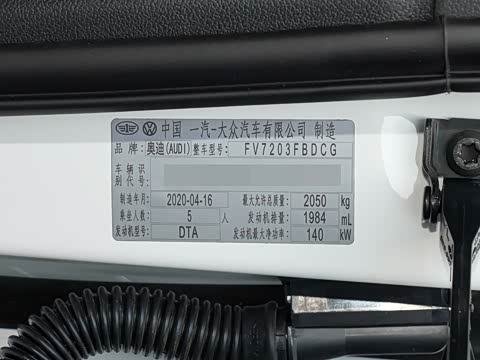 中国 一汽-大众汽车有限公司 制造
品牌 奥迪(AUDI) 整车型号: FV7203FBDCG
车辆识别代号:
制造年月: 2020-04-16 最大允许总质量: 2050 kg
乘坐人数: 5 人 发动机排量: 1984 mL
发动机型号: DTA 发动机最大净功率: 140 kW